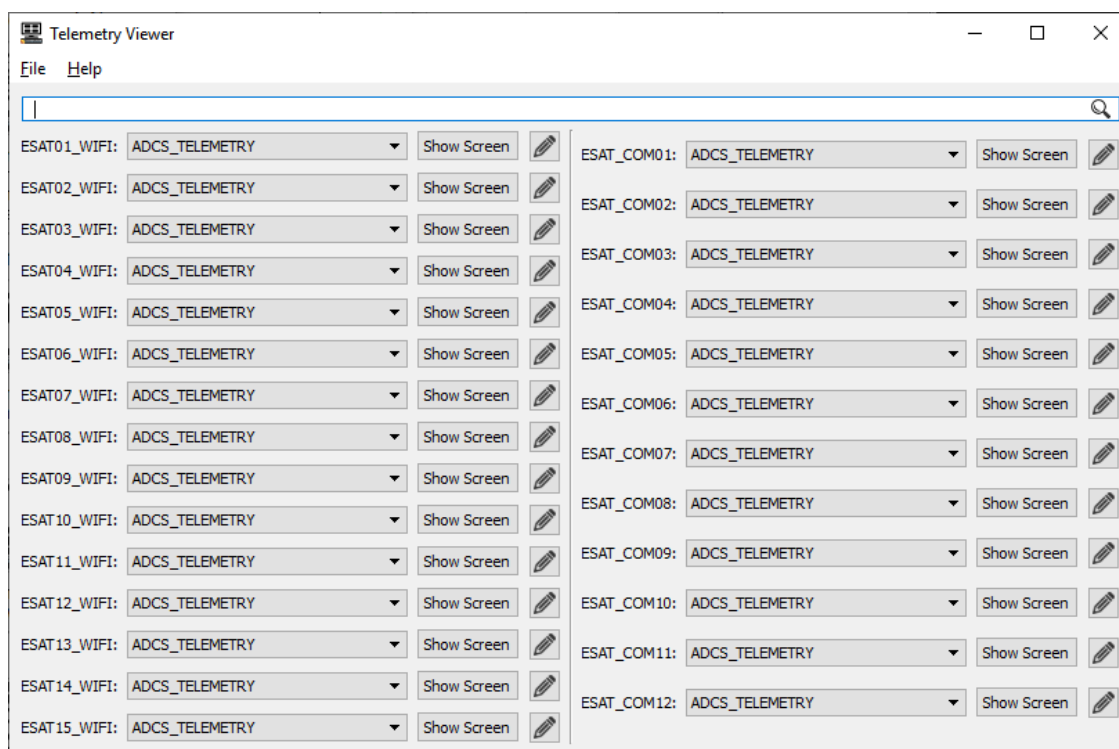 Telemetry Viewer
File Help
ESAT01_WIFI: ADCS_TELEMETRY Show Screen
ESAT02_WIFI: ADCS_TELEMETRY Show Screen
ESAT03_WIFI: ADCS_TELEMETRY Show Screen
ESAT04_WIFI: ADCS_TELEMETRY Show Screen
ESAT05_WIFI: ADCS_TELEMETRY Show Screen
ESAT06_WIFI: ADCS_TELEMETRY Show Screen
ESAT07_WIFI: ADCS_TELEMETRY Show Screen
ESAT08_WIFI: ADCS_TELEMETRY Show Screen
ESAT09_WIFI: ADCS_TELEMETRY Show Screen
ESAT10_WIFI: ADCS_TELEMETRY Show Screen
ESAT11_WIFI: ADCS_TELEMETRY Show Screen
ESAT12_WIFI: ADCS_TELEMETRY Show Screen
ESAT13_WIFI: ADCS_TELEMETRY Show Screen
ESAT14_WIFI: ADCS_TELEMETRY Show Screen
ESAT15_WIFI: ADCS_TELEMETRY Show Screen
ESAT_COM01: ADCS_TELEMETRY Show Screen
ESAT_COM02: ADCS_TELEMETRY Show Screen
ESAT_COM03: ADCS_TELEMETRY Show Screen
ESAT_COM04: ADCS_TELEMETRY Show Screen
ESAT_COM05: ADCS_TELEMETRY Show Screen
ESAT_COM06: ADCS_TELEMETRY Show Screen
ESAT_COM07: ADCS_TELEMETRY Show Screen
ESAT_COM08: ADCS_TELEMETRY Show Screen
ESAT_COM09: ADCS_TELEMETRY Show Screen
ESAT_COM10: ADCS_TELEMETRY Show Screen
ESAT_COM11: ADCS_TELEMETRY Show Screen
ESAT_COM12: ADCS_TELEMETRY Show Screen